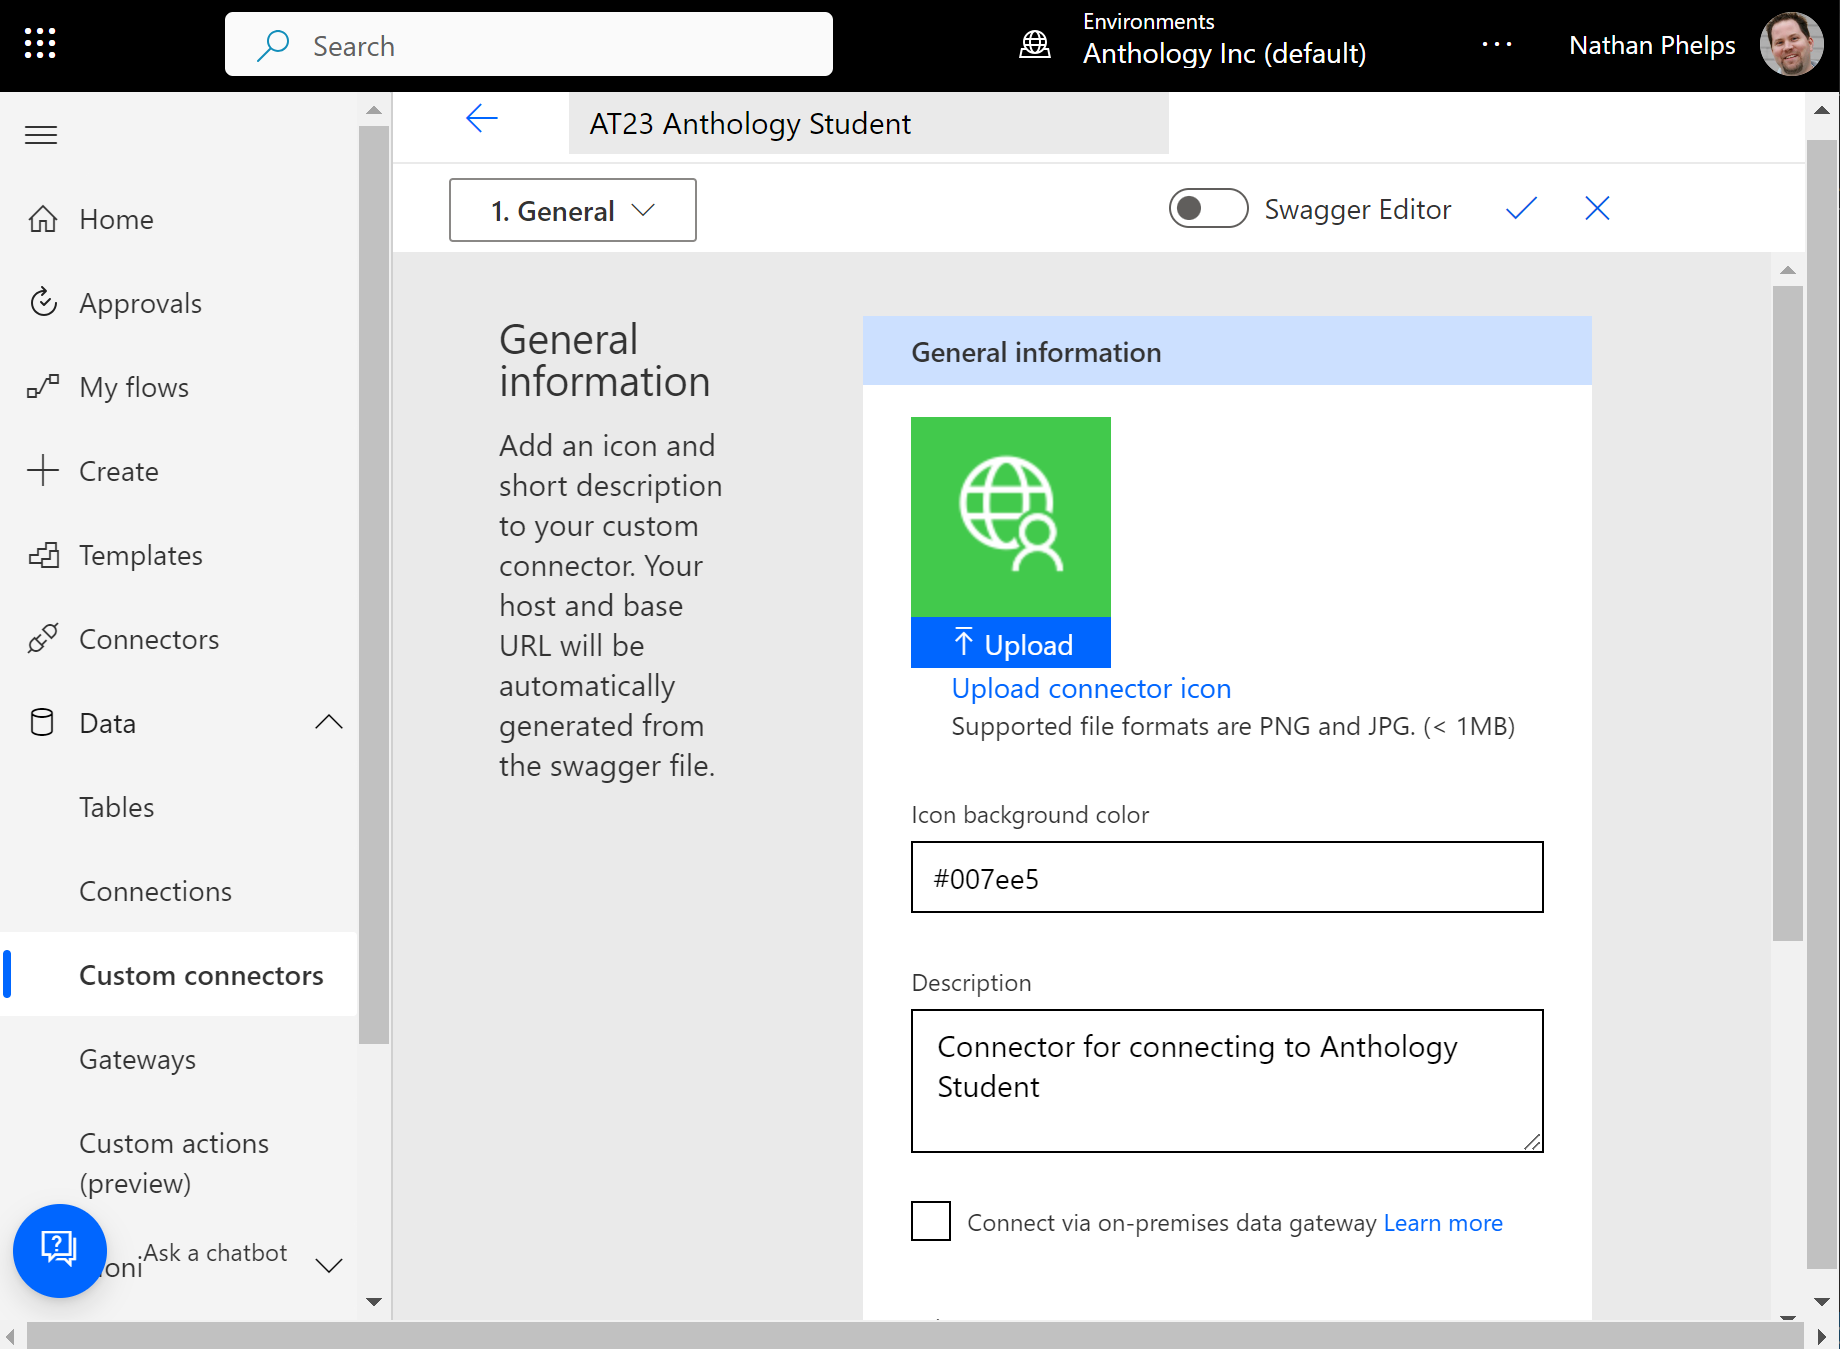 Search
Environments
Anthology Inc (default)
Nathan Phelps
AT23 Anthology Student
1. General
Swagger Editor
Home
Approvals
My flows
Create
Templates
Connectors
Data
Tables
Connections
Custom connectors
Gateways
Custom actions
(preview)
Ask a chatbot
General
information
Add an icon and
short description
to your custom
connector. Your
host and base
URL will be
automatically
generated from
the swagger file.
General information
Upload
Upload connector icon
Supported file formats are PNG and JPG. (< 1MB)
Icon background color
#007ee5
Description
Connector for connecting to Anthology
Student
Connect via on-premises data gateway Learn more